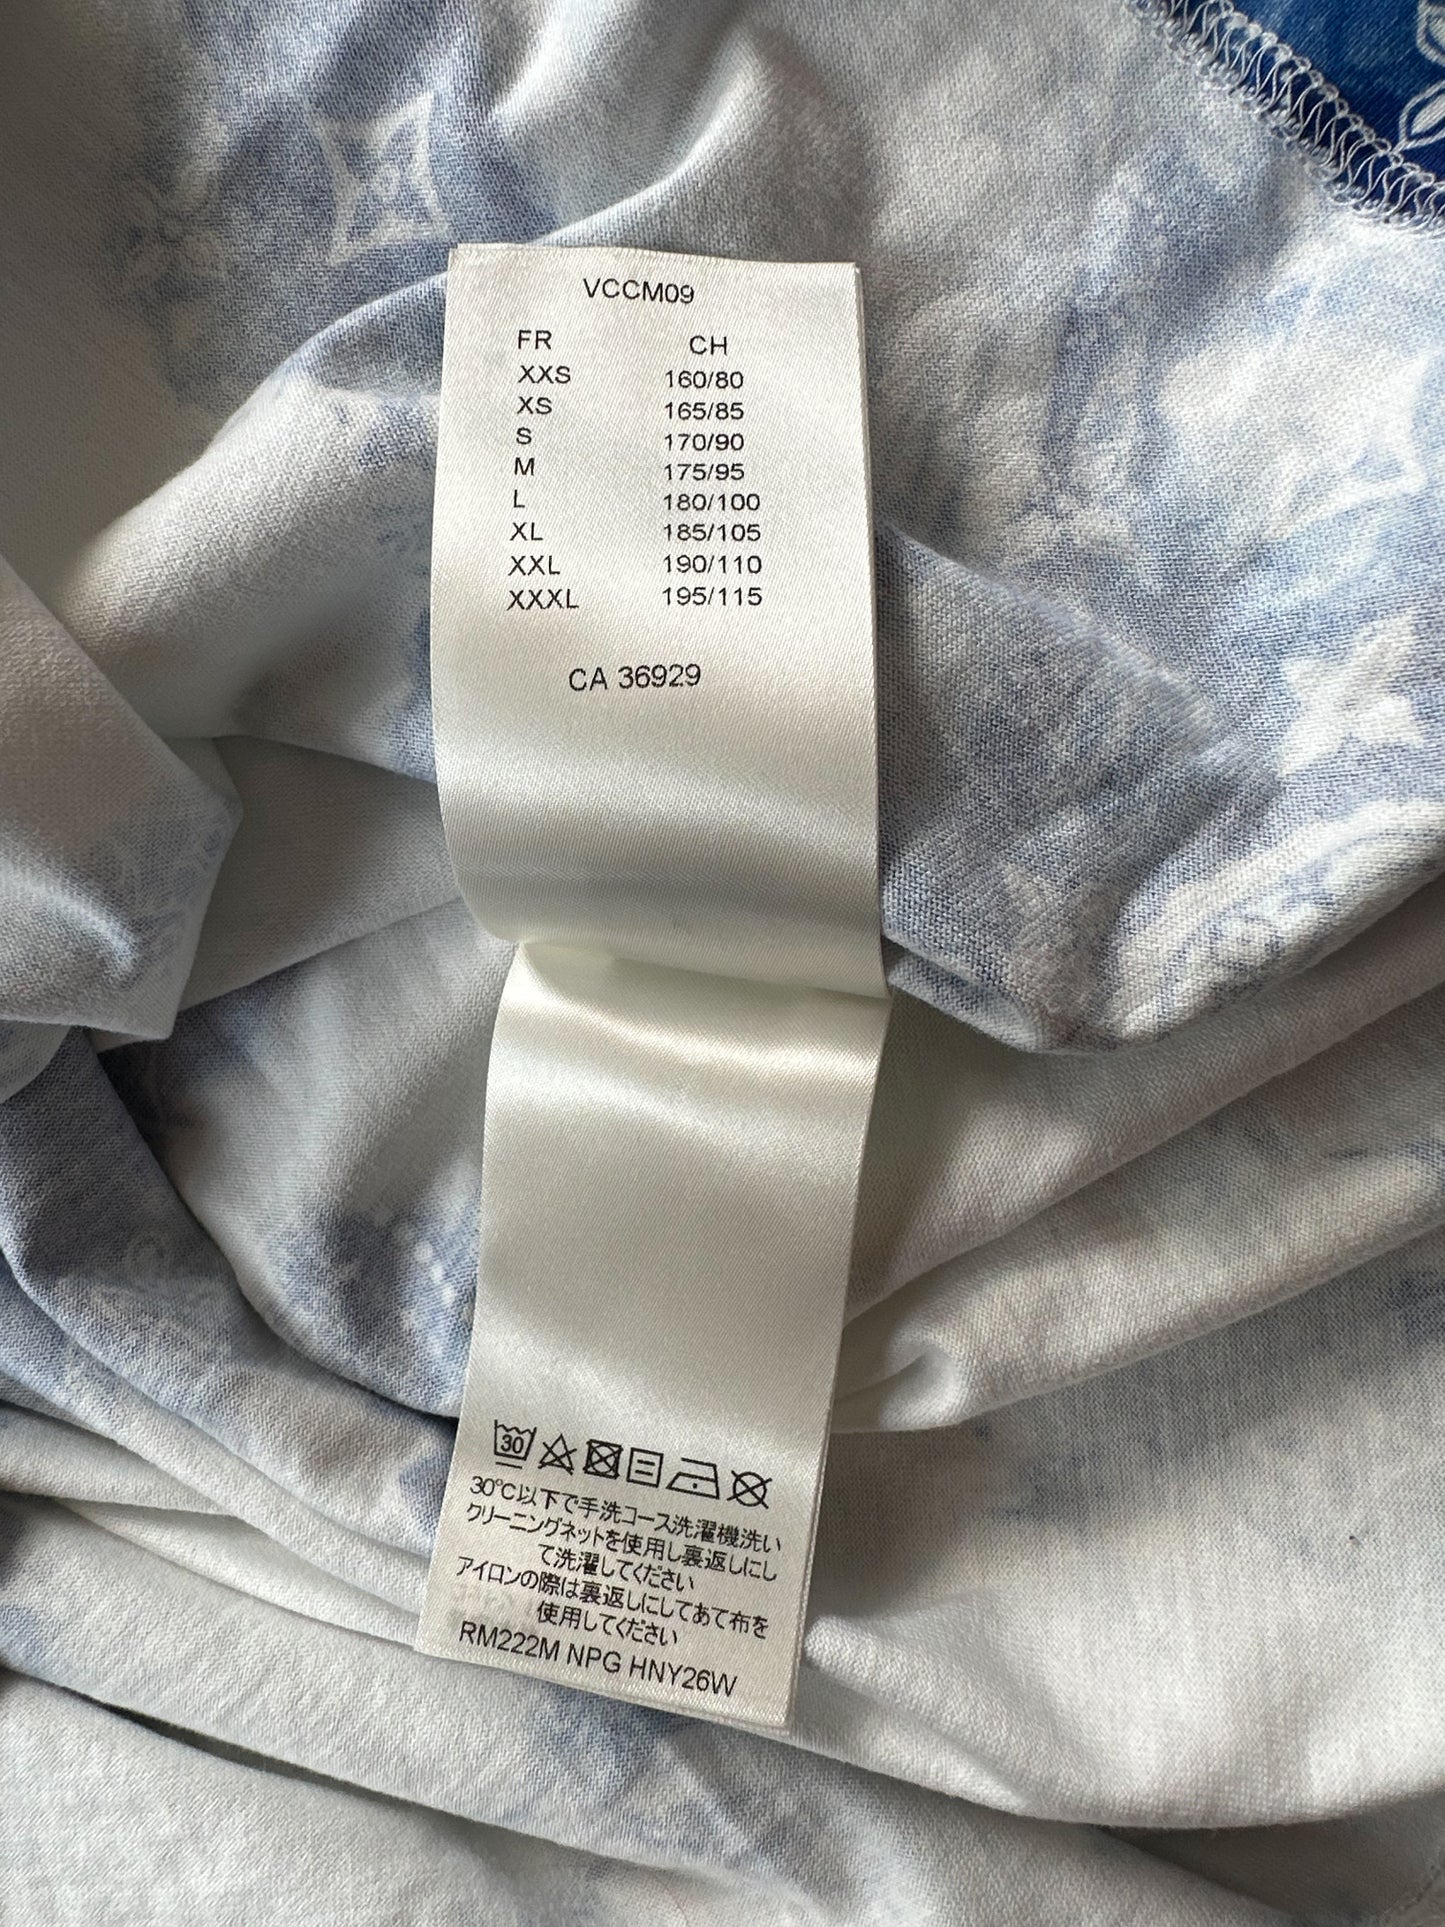 VCCM09
FR CH
XXS 160/80
XS 165/85
S 170/90
M 175/95
L 180/100
XL 185/105
XXL 190/110
XXXL 195/115
CA 36929
30
30℃以下で手洗コース洗濯機洗い
クリーニングネットを使用し裏返しにし
て洗濯してください
アイロンの際は裏返しにしてあて布を
使用してください
RM222M NPG HNY26W